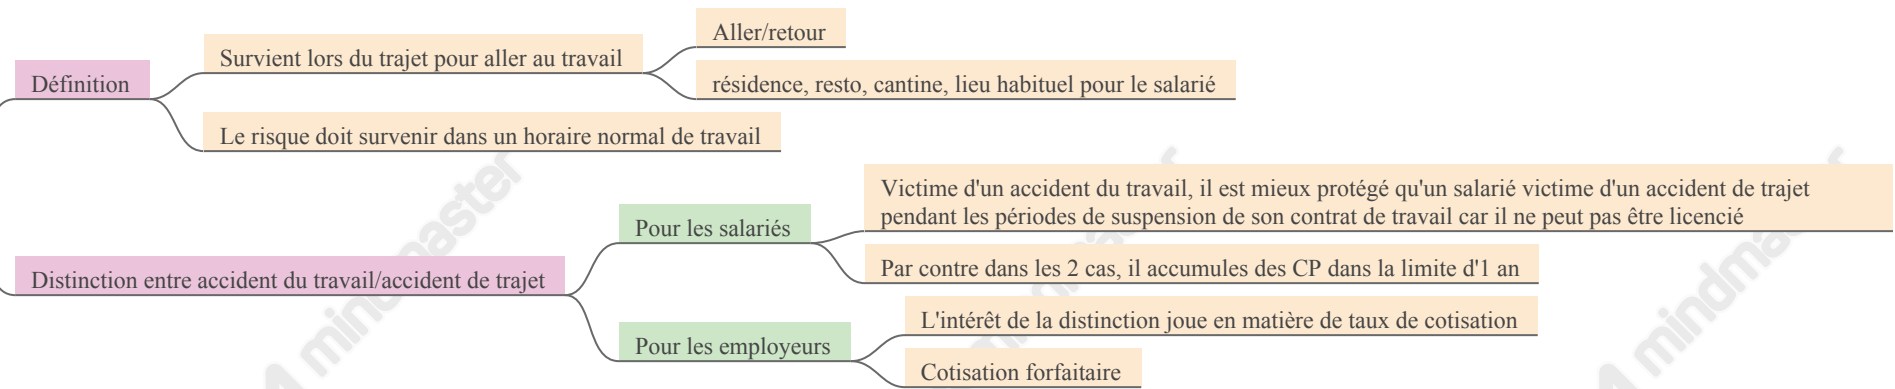 Définition
Survient lors du trajet pour aller au travail
Aller/retour
résidence, resto, cantine, lieu habituel pour le salarié
Le risque doit survenir dans un horaire normal de travail
Distinction entre accident du travail/accident de trajet
Pour les salariés
Victime d'un accident du travail, il est mieux protégé qu'un salarié victime d'un accident de trajet
pendant les périodes de suspension de son contrat de travail car il ne peut pas être licencié
Par contre dans les 2 cas, il accumules des CP dans la limite d'1 an
Pour les employeurs
L'intérêt de la distinction joue en matière de taux de cotisation
Cotisation forfaitaire
mindmaster
mindmaster
mindmaster